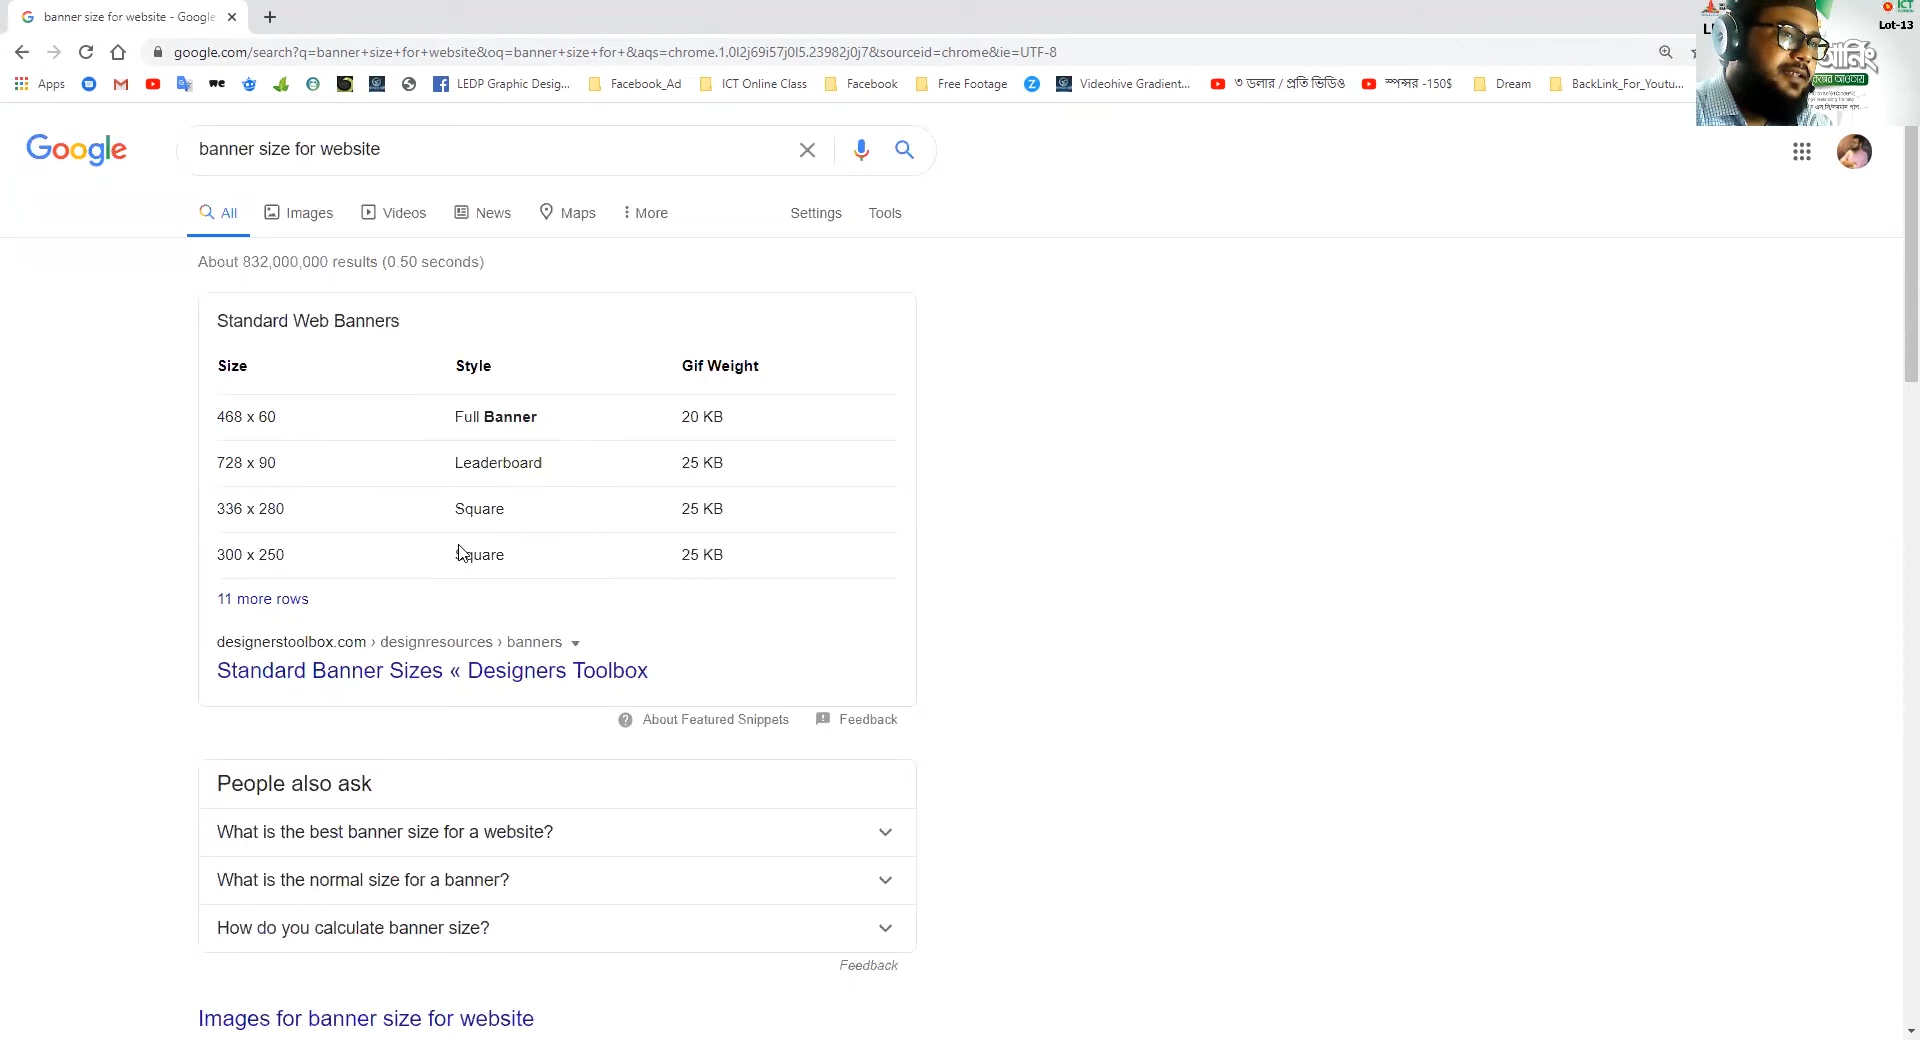 banner size for website - Google
google.com/search?q=banner+size+for+website&oq=banner+size+for+&aqs=chrome.1.0l2j69i57j0l5.23982j0j7&sourceid=chrome&ie=UTF-8
Apps
LEDP Graphic Desig...
Facebook_Ad
ICT Online Class
Facebook
Free Footage
Videohive Gradient...
৩ ডলার / প্রতি ভিডিও
স্পন্সর -150$
Dream
BackLink_For_Youtu...
ICT
Lot-13
Google
banner size for website
All
Images
Videos
News
Maps
More
Settings
Tools
About 832,000,000 results (0.50 seconds)
Standard Web Banners
Size Style Gif Weight
468 x 60 Full Banner 20 KB
728 x 90 Leaderboard 25 KB
336 x 280 Square 25 KB
300 x 250 Square 25 KB
11 more rows
designerstoolbox.com › designresources › banners
Standard Banner Sizes « Designers Toolbox
About Featured Snippets
Feedback
People also ask
What is the best banner size for a website?
What is the normal size for a banner?
How do you calculate banner size?
Feedback
Images for banner size for website